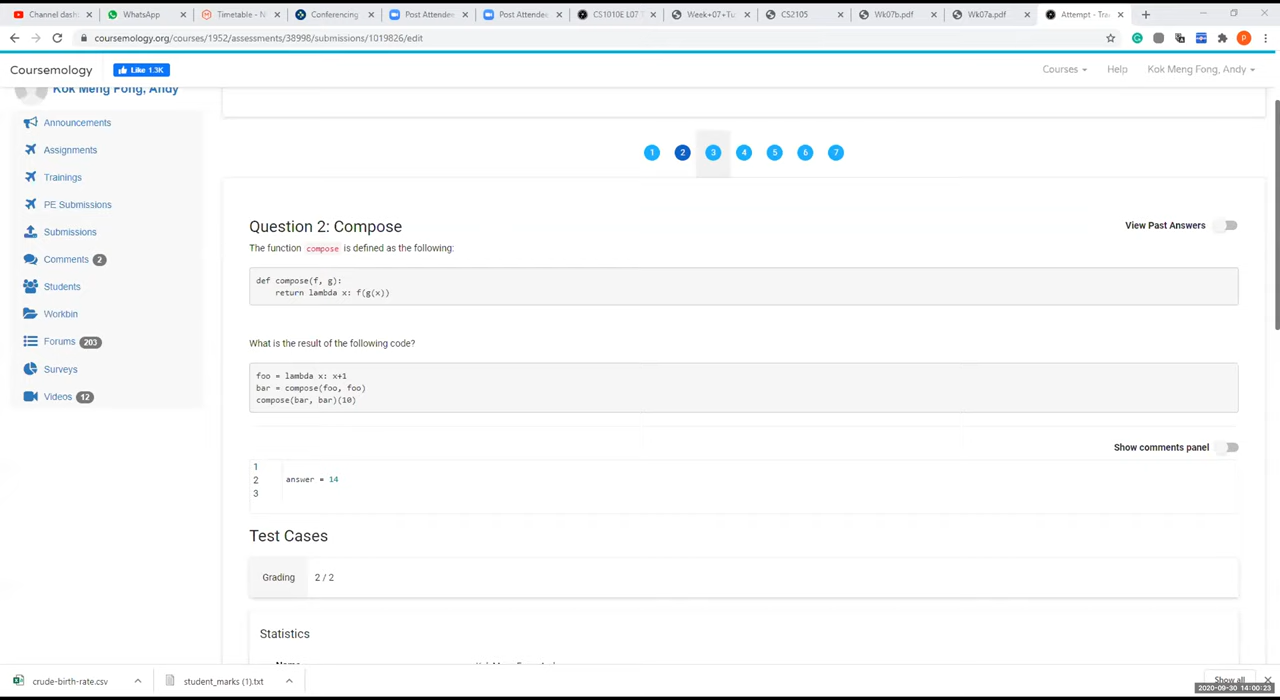 Channel dash
WhatsApp
Timetable - N
Conferencing
Post Attende
Post Attende
CS1010E L07 T
Week+07+Tu
CS2105
Wk07b.pdf
Wk07a.pdf
Attempt - Tra
coursemology.org/courses/1952/assessments/38998/submissions/1019826/edit
P
Coursemology
Like 1.3K
Courses
Help
Kok Meng Fong, Andy
Kok Meng Fong, Andy
Announcements
Assignments
Trainings
PE Submissions
Submissions
Comments 2
Students
Workbin
Forums 203
Surveys
Videos 12
1 2 3 4 5 6 7
Question 2: Compose
View Past Answers
The function compose is defined as the following:
def compose(f, g):
return lambda x: f(g(x))
What is the result of the following code?
foo = lambda x: x+1
bar = compose(foo, foo)
compose(bar, bar)(10)
Show comments panel
1
2 answer = 14
3
Test Cases
Grading 2 / 2
Statistics
crude-birth-rate.csv
student_marks (1).txt
Show all
2020-09-30 14:00:23